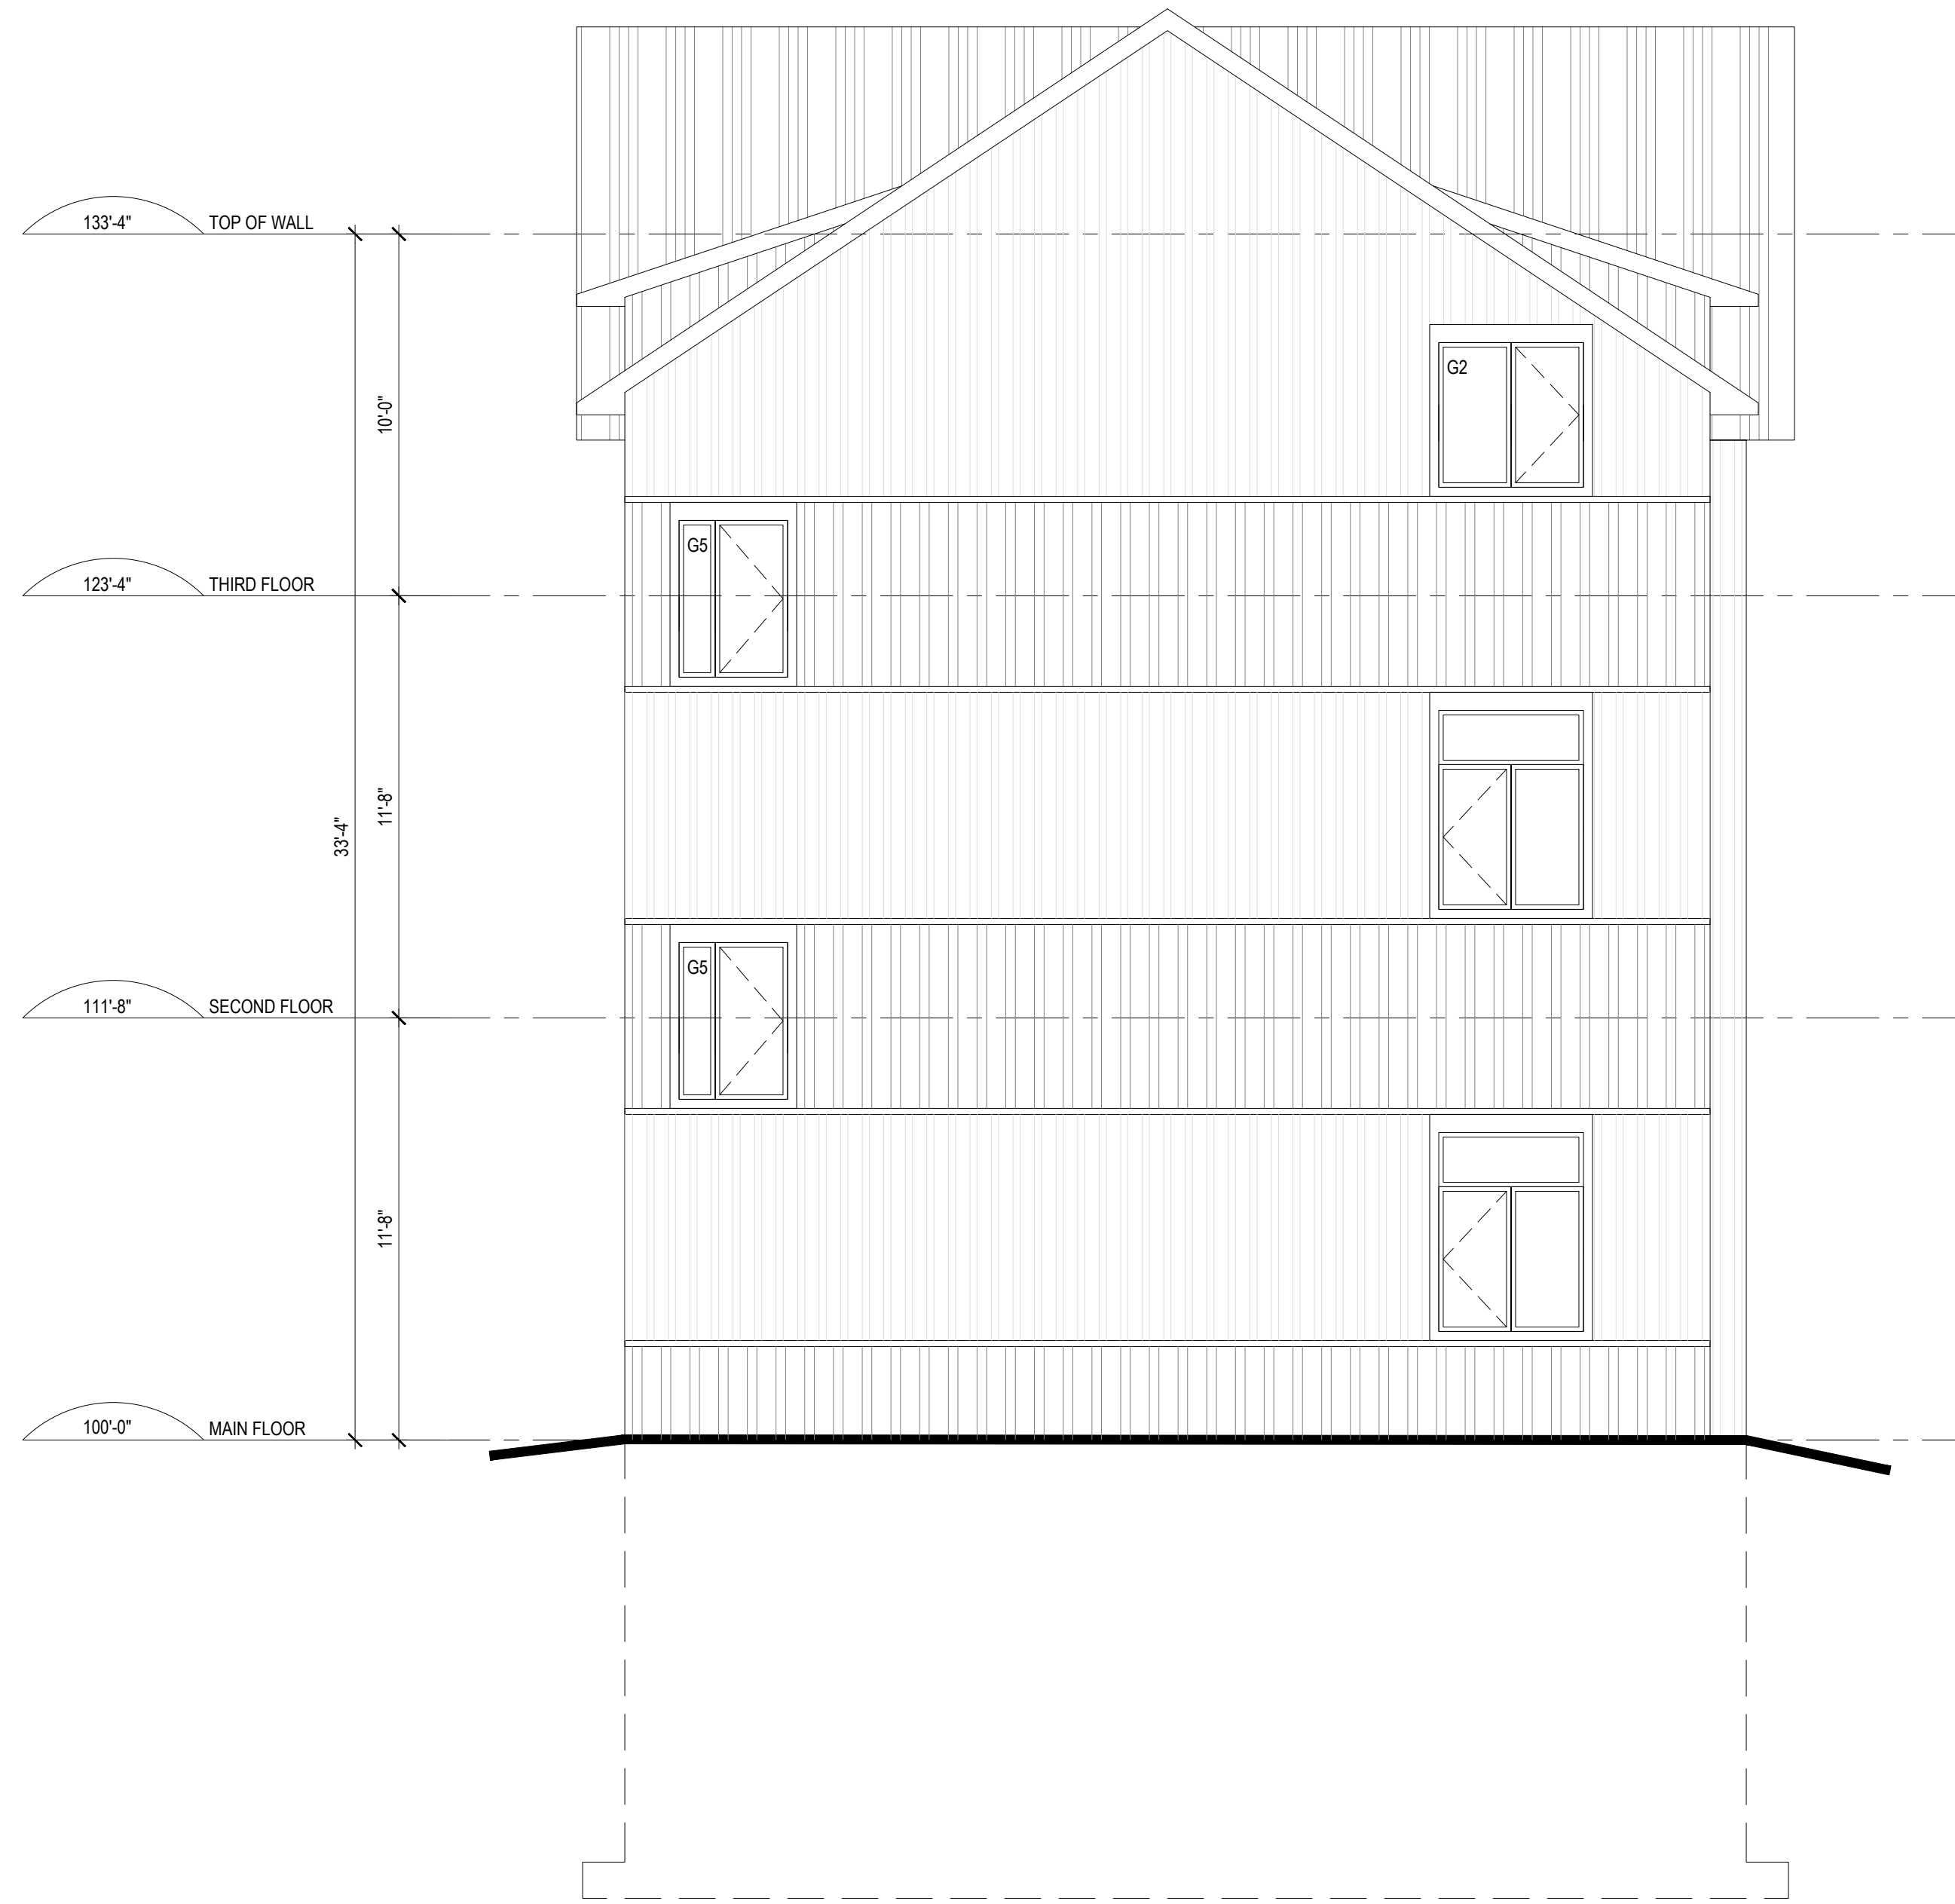 133'-4" TOP OF WALL
G2
10'-0"
G5
123'-4" THIRD FLOOR
11'-8"
33'-4"
G5
111'-8" SECOND FLOOR
11'-8"
100'-0" MAIN FLOOR